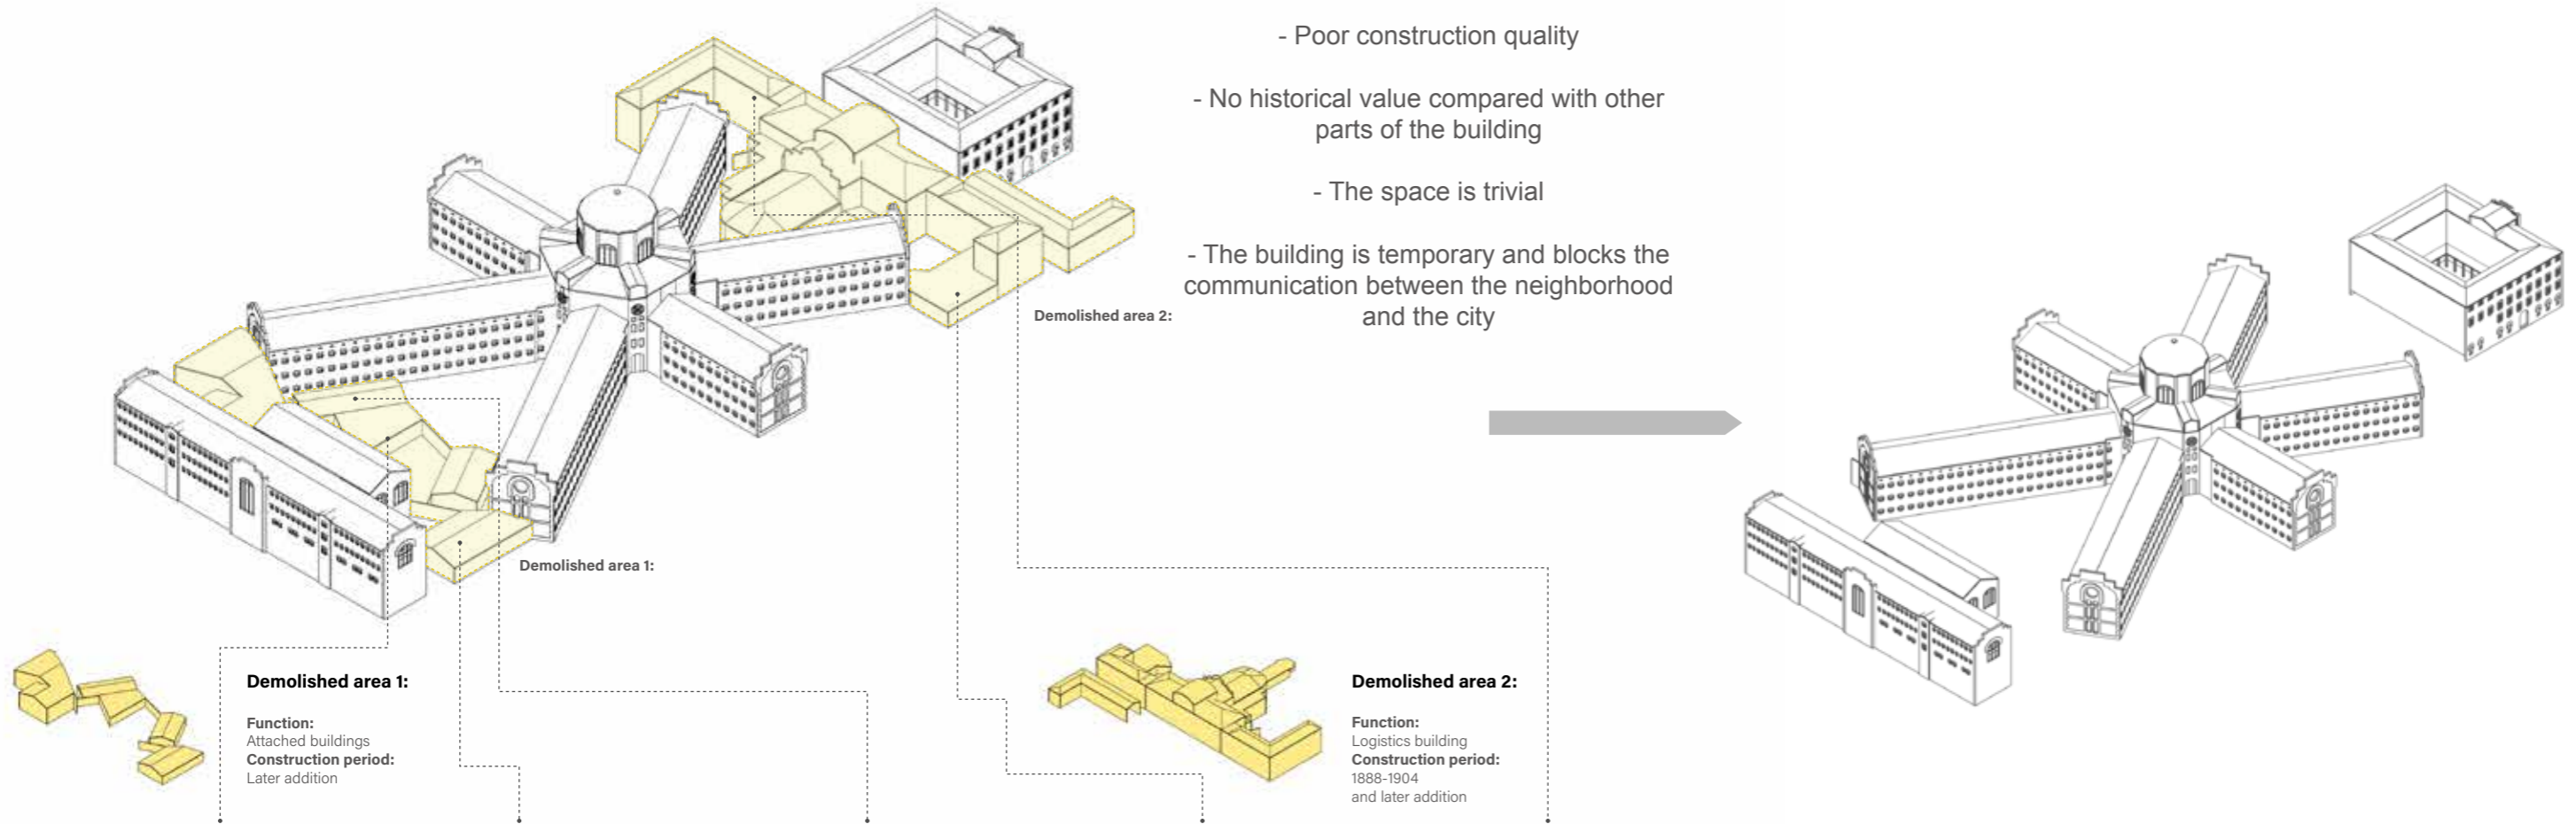 - Poor construction quality
- No historical value compared with other
parts of the building
- The space is trivial
- The building is temporary and blocks the
communication between the neighborhood
and the city
Demolished area 2:
Demolished area 1:
Demolished area 1:
Function:
Attached buildings
Construction period:
Later addition
Demolished area 2:
Function:
Logistics building
Construction period:
1888-1904
and later addition